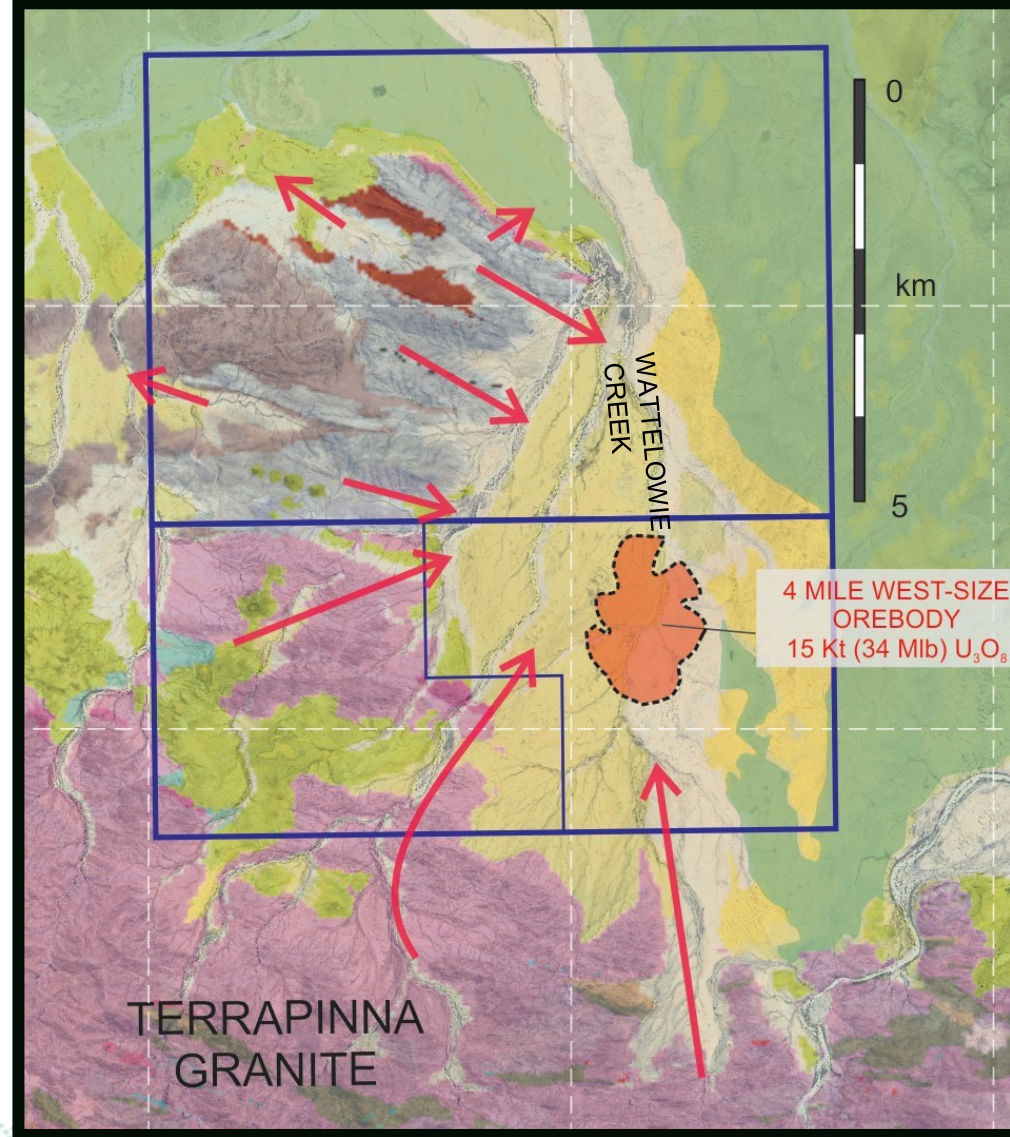 0
km
WATTELOWIE
CREEK
5
4 MILE WEST-SIZE
OREBODY
15 Kt (34 Mlb) U₃O₈
TERRAPINNA
GRANITE